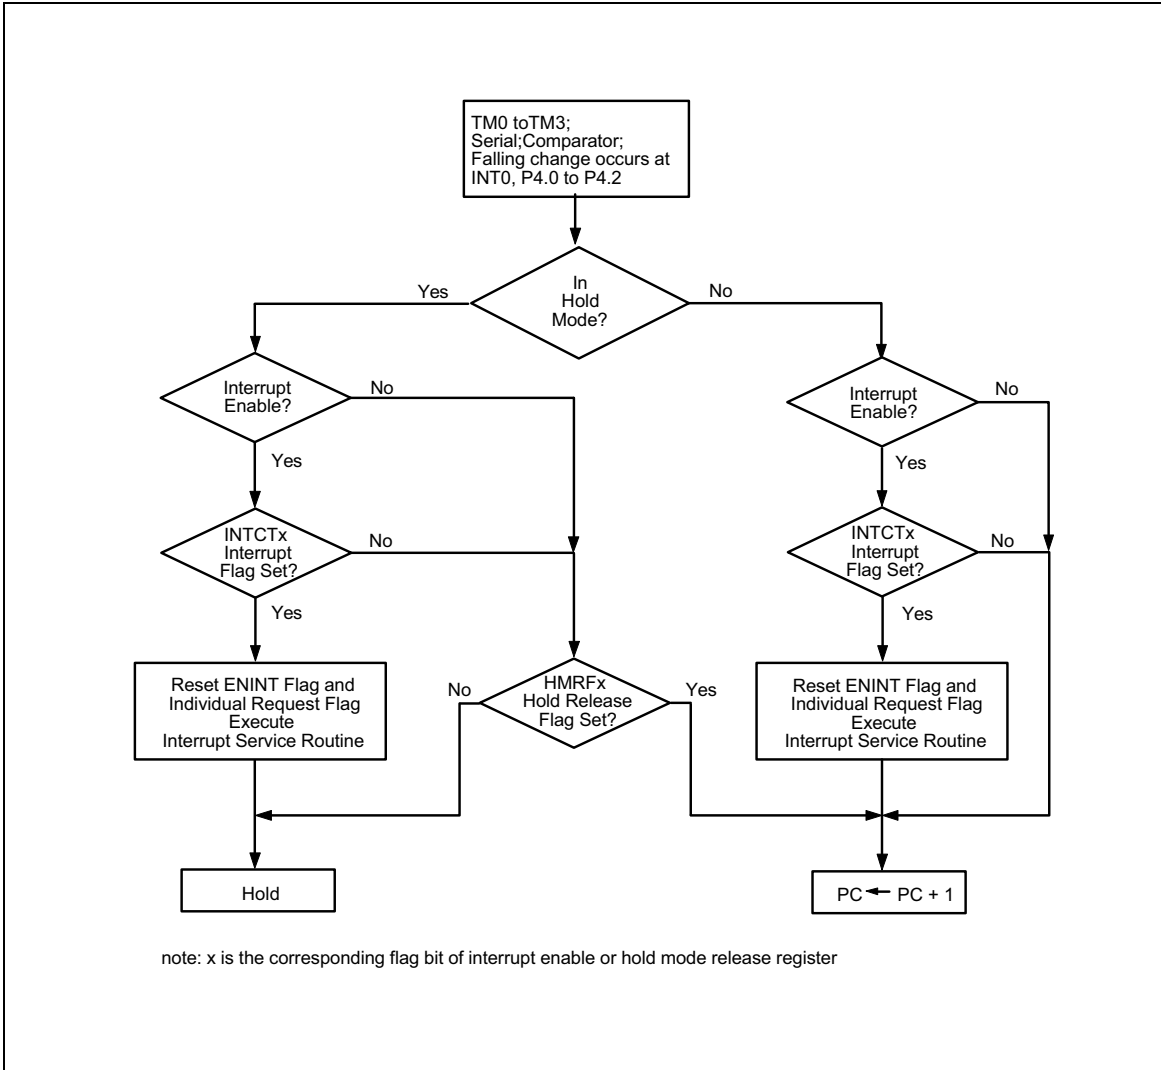 TM0 toTM3;
Serial;Comparator;
Falling change occurs at
INT0, P4.0 to P4.2
In
Hold
Mode?
Yes
No
Interrupt
Enable?
No
Interrupt
Enable?
No
Yes
Yes
INTCTx
Interrupt
Flag Set?
No
INTCTx
Interrupt
Flag Set?
No
Yes
Yes
Reset ENINT Flag and
Individual Request Flag
Execute
Interrupt Service Routine
No
HMRFx
Hold Release
Flag Set?
Yes
Reset ENINT Flag and
Individual Request Flag
Execute
Interrupt Service Routine
Hold
PC ← PC + 1
note: x is the corresponding flag bit of interrupt enable or hold mode release register